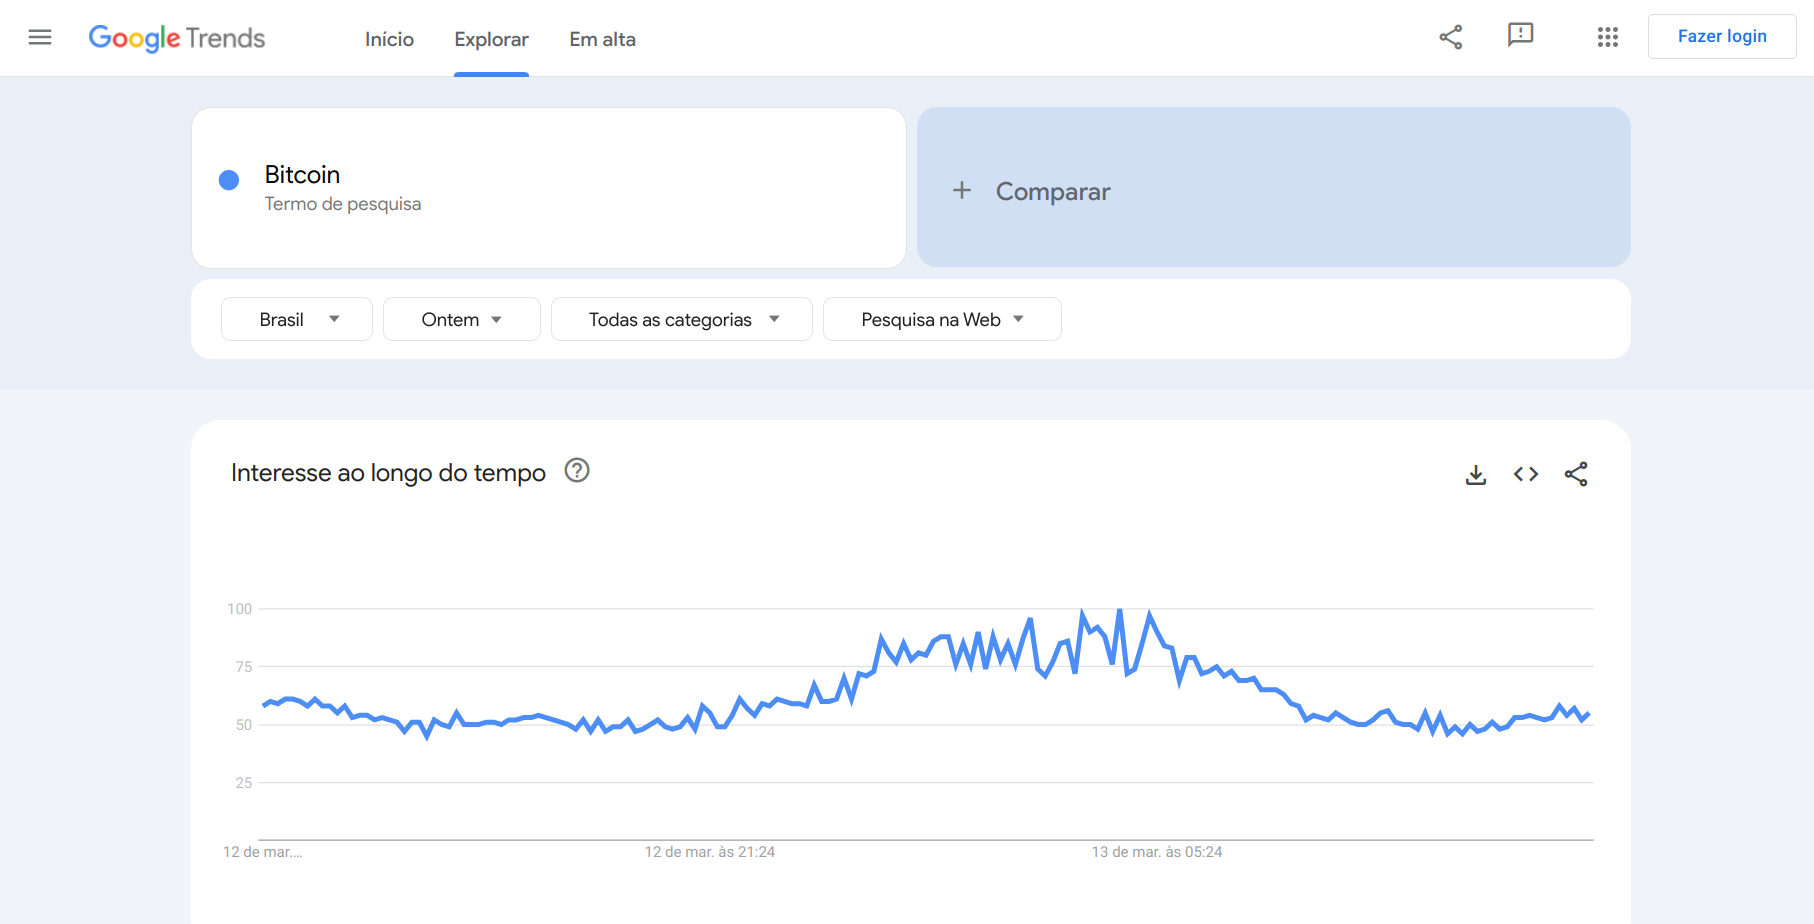 Google Trends
Início
Explorar
Em alta
Fazer login
Bitcoin
Termo de pesquisa
+ Comparar
Brasil
Ontem
Todas as categorias
Pesquisa na Web
Interesse ao longo do tempo
100
75
50
25
12 de mar....
12 de mar. às 21:24
13 de mar. às 05:24